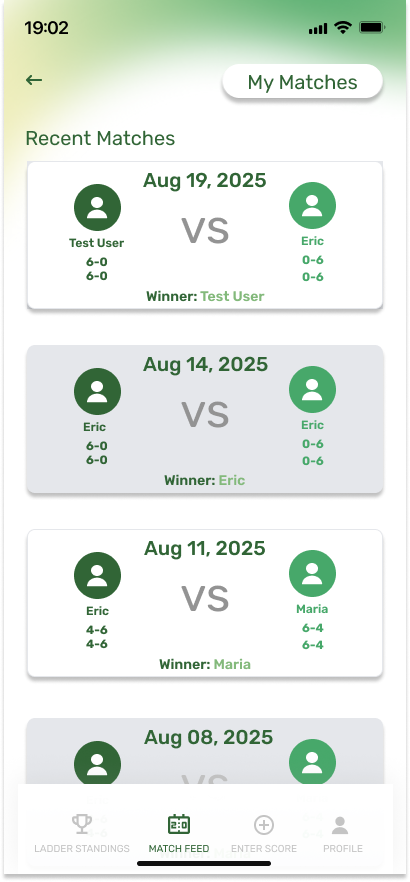 19:02
My Matches
Recent Matches
Aug 19, 2025
VS
Test User
6-0
6-0
Eric
0-6
0-6
Winner: Test User
Aug 14, 2025
VS
Eric
6-0
6-0
Eric
0-6
0-6
Winner: Eric
Aug 11, 2025
VS
Eric
4-6
4-6
Maria
6-4
6-4
Winner: Maria
Aug 08, 2025
VS
2:0
LADDER STANDINGS
MATCH FEED
ENTER SCORE
PROFILE